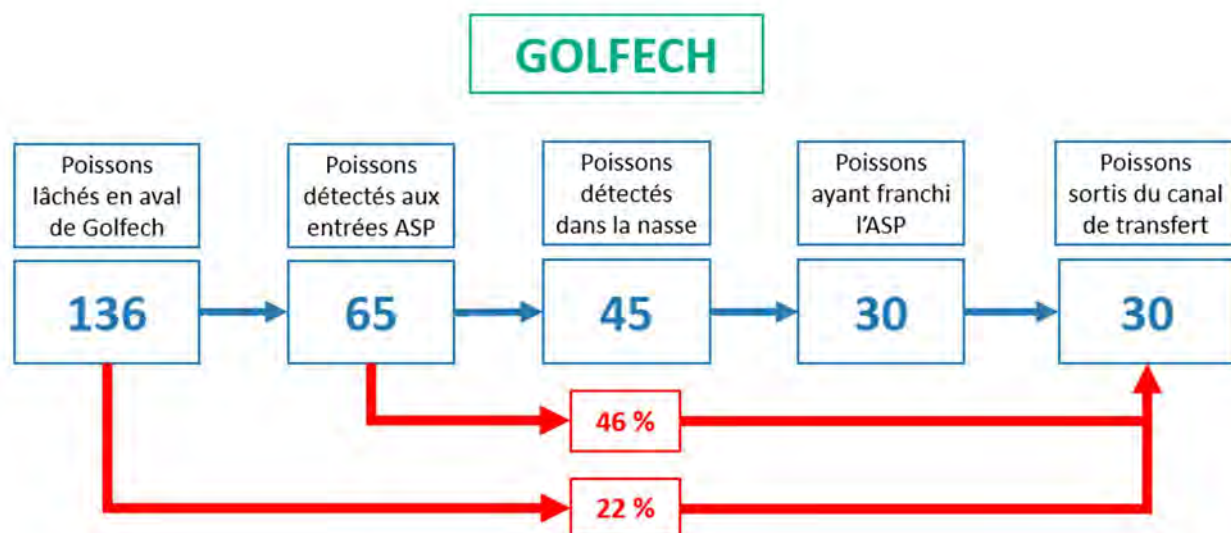 GOLFECH
Poissons
lâchés en aval
de Golfech
Poissons
détectés aux
entrées ASP
Poissons
détectés
dans la nasse
Poissons
ayant franchi
l'ASP
Poissons
sortis du canal
de transfert
136
65
45
30
30
46 %
22 %